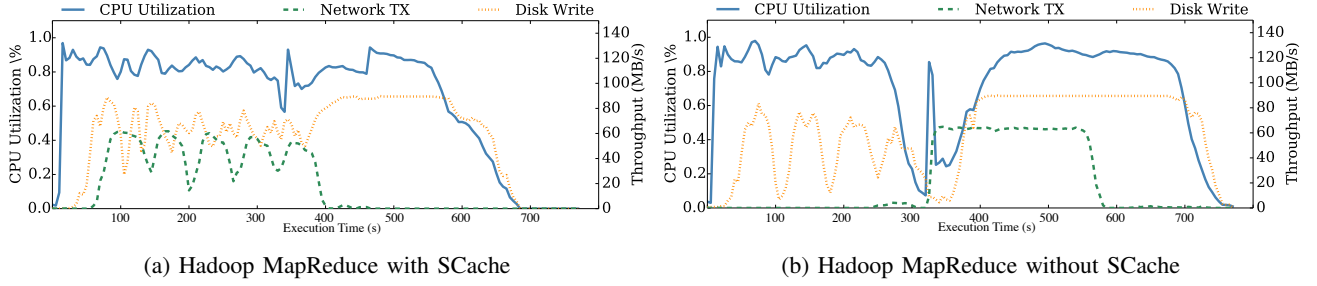 CPU Utilization Network TX Disk Write
CPU Utilization \%
1.0
0.8
0.6
0.4
0.2
0.0
140
120
100
80
60
40
20
0
Throughput (MB/s)
100 200 300 400 500 600 700
Execution Time (s)
(a) Hadoop MapReduce with SCache
CPU Utilization Network TX Disk Write
CPU Utilization \%
1.0
0.8
0.6
0.4
0.2
0.0
140
120
100
80
60
40
20
0
Throughput (MB/s)
100 200 300 400 500 600 700
Execution Time (s)
(b) Hadoop MapReduce without SCache